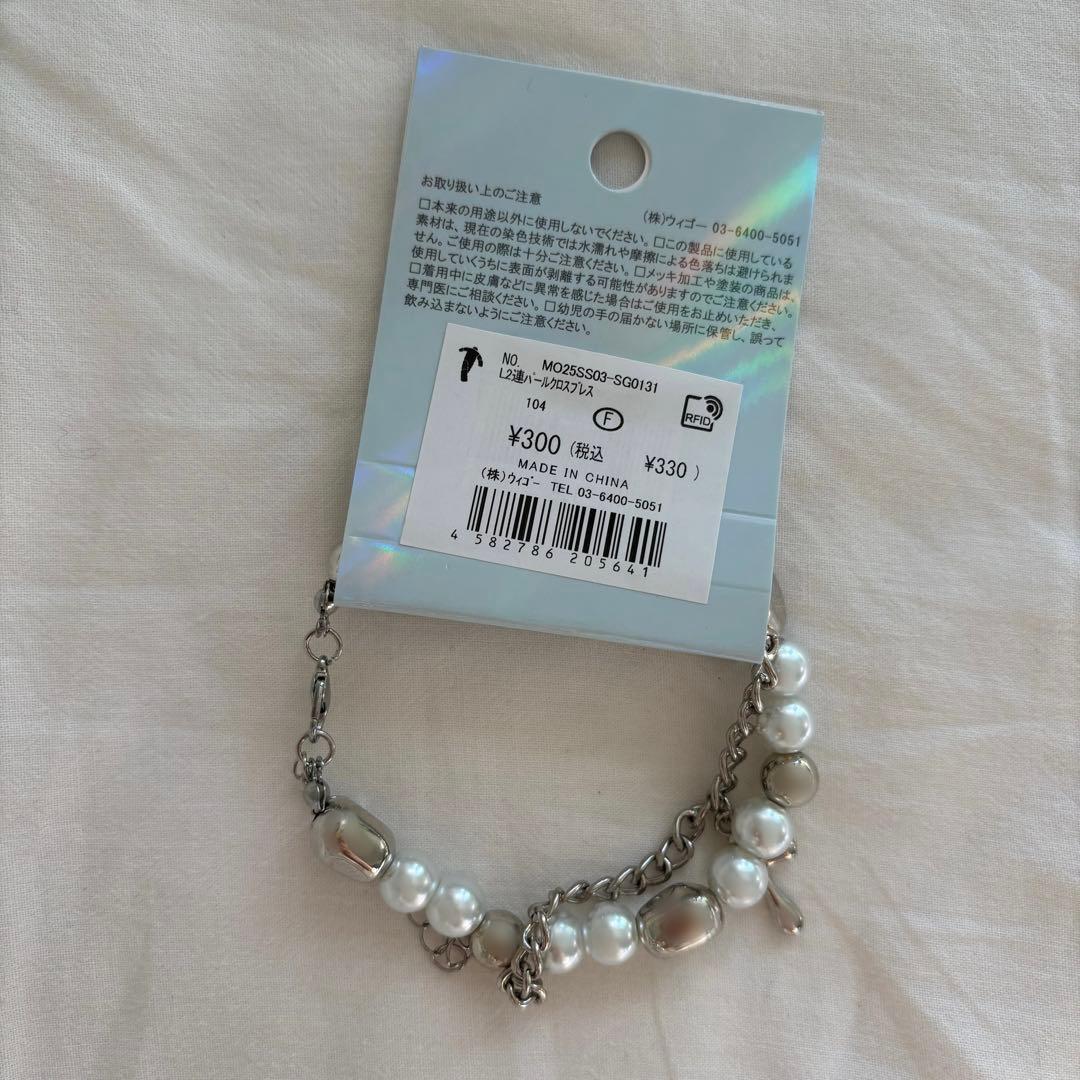 お取り扱い上のご注意
(株)ウィゴー 03-6400-5051
□本来の用途以外に使用しないでください。□この製品に使用している
素材は、現在の染色技術では水濡れや摩擦による色落ちは避けられま
せん。ご使用の際は十分ご注意ください。□メッキ加工や塗装の商品は、
使用していくうちに表面が剥離する可能性がありますのでご注意ください。
□着用中に皮膚などに異常を感じた場合はご使用をお止めいただき、
専門医にご相談ください。□幼児の手の届かない場所に保管し、誤って
飲み込まないようにご注意ください。
NO. MO25SS03-SG0131
L2連パールクロスブレス
104 F
RFID
¥300 (税込 ¥330 )
MADE IN CHINA
(株)ウィゴー TEL 03-6400-5051
4 582786 205641